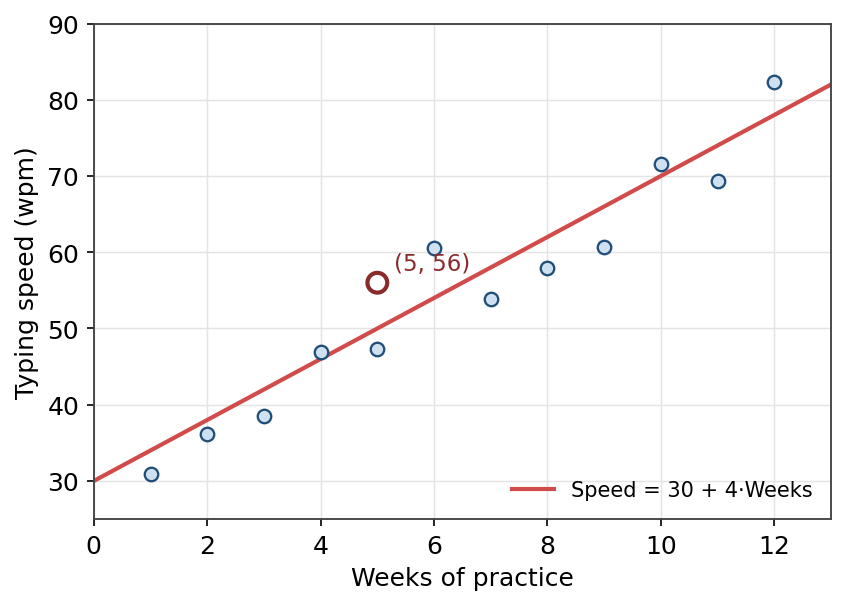 90
80
70
60
50
40
30
Typing speed (wpm)
(5, 56)
Speed = 30 + 4·Weeks
0 2 4 6 8 10 12
Weeks of practice